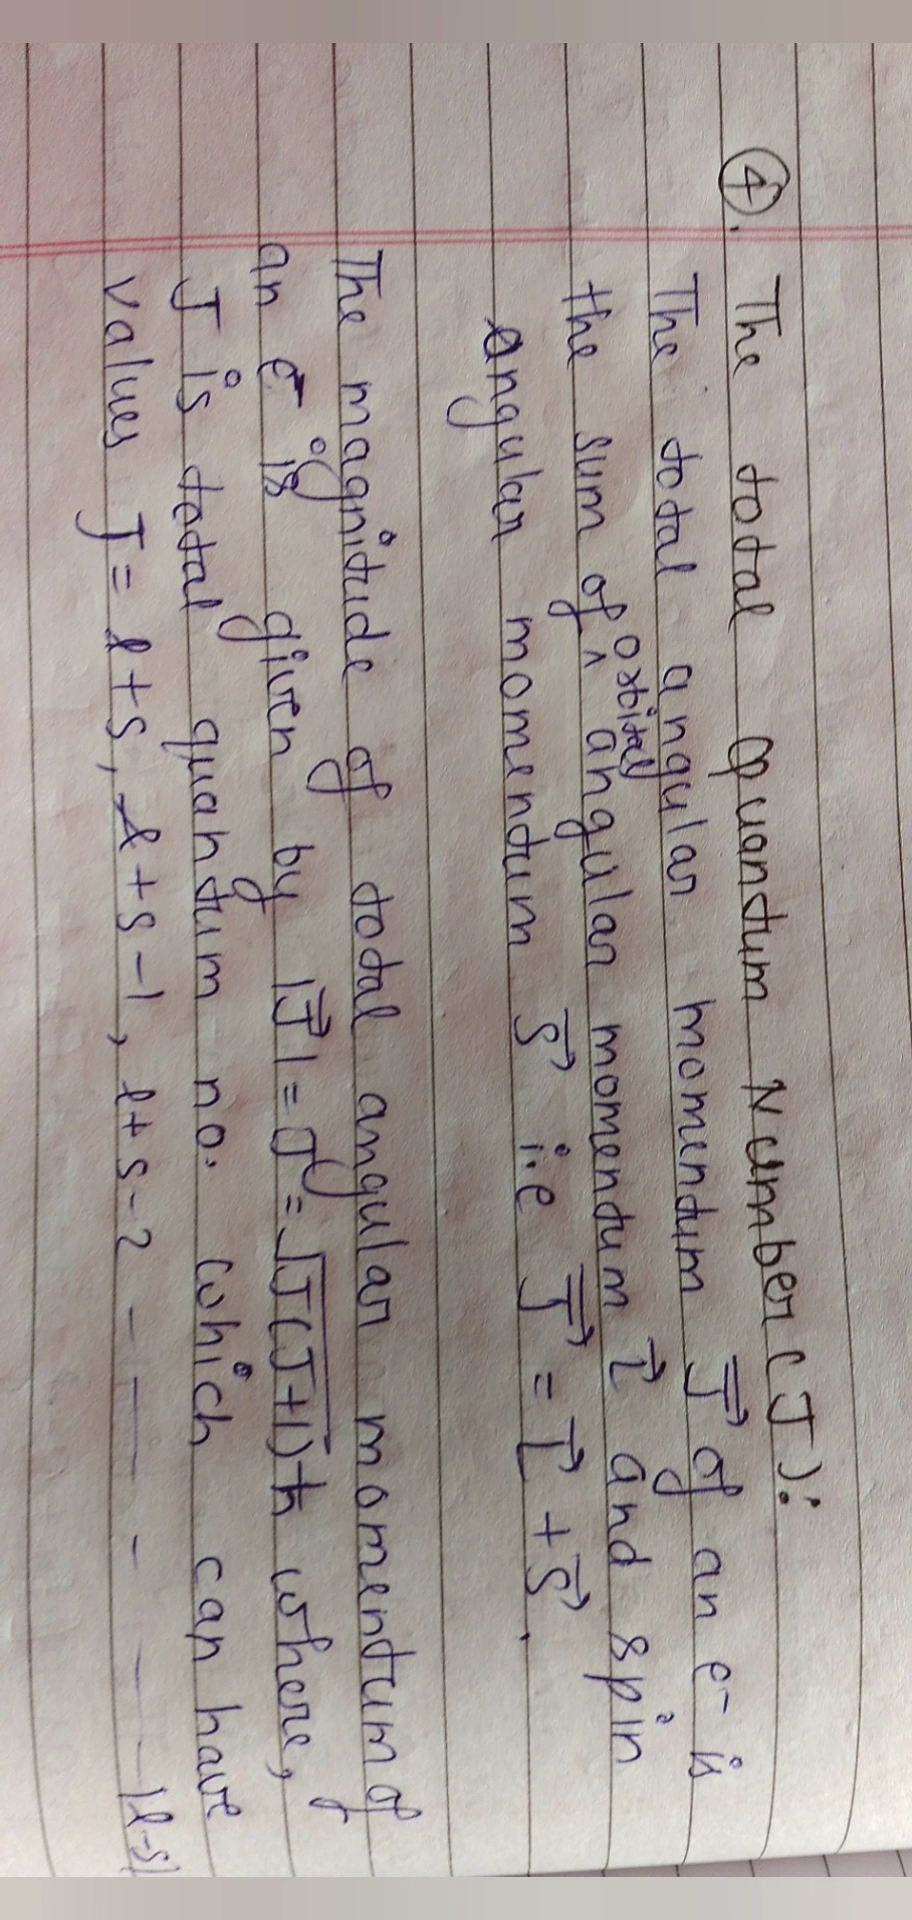 ④. The total Quantum Number (J):
The total angular momentum J⃗ of an e⁻ is
the sum of ^ orbital angular momentum L⃗ and spin
angular momentum S⃗ i.e J⃗ = L⃗ + S⃗.
The magnitude of total angular momentum of
an e⁻ is given by |J⃗| = J = √J(J+1) ħ where,
J is total quantum no. which can have
values J = l+s, l+s-1, l+s-2 - — - — |l-s|